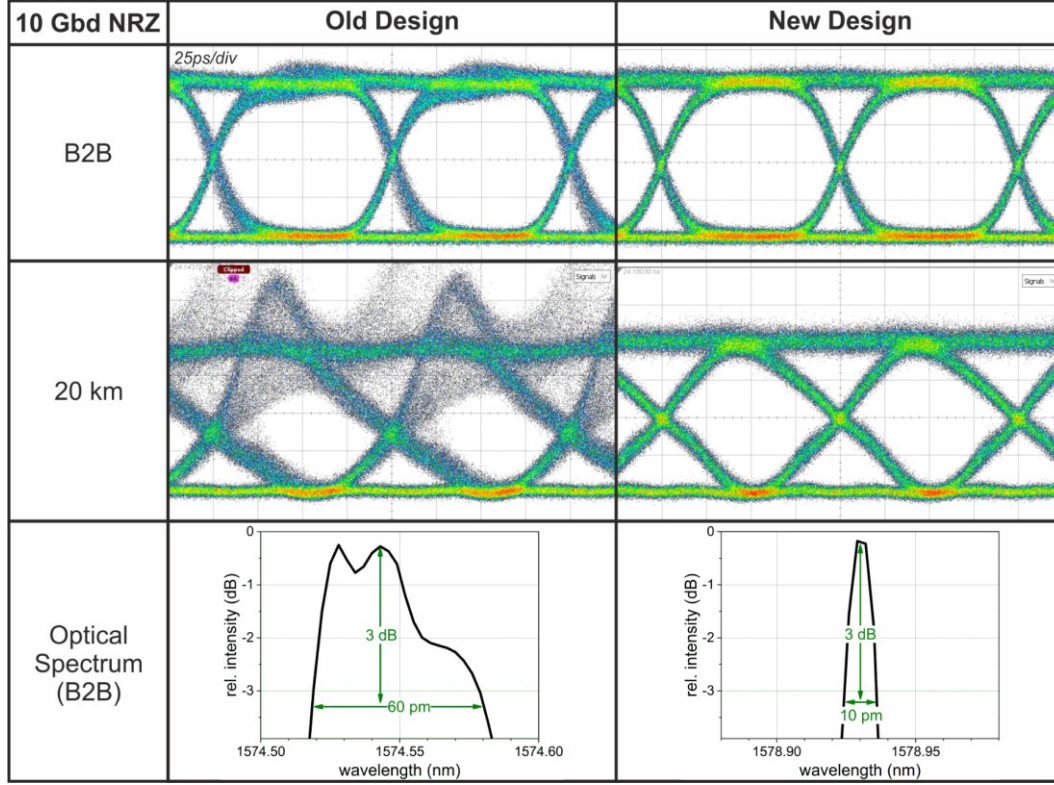 10 Gbd NRZ
Old Design
New Design
B2B
25ps/div
20 km
Clipped
Signals
Signals
Optical
Spectrum
(B2B)
rel. intensity (dB)
0
-1
-2
-3
3 dB
60 pm
1574.50
1574.55
1574.60
wavelength (nm)
rel. intensity (dB)
0
-1
-2
-3
3 dB
10 pm
1578.90
1578.95
wavelength (nm)